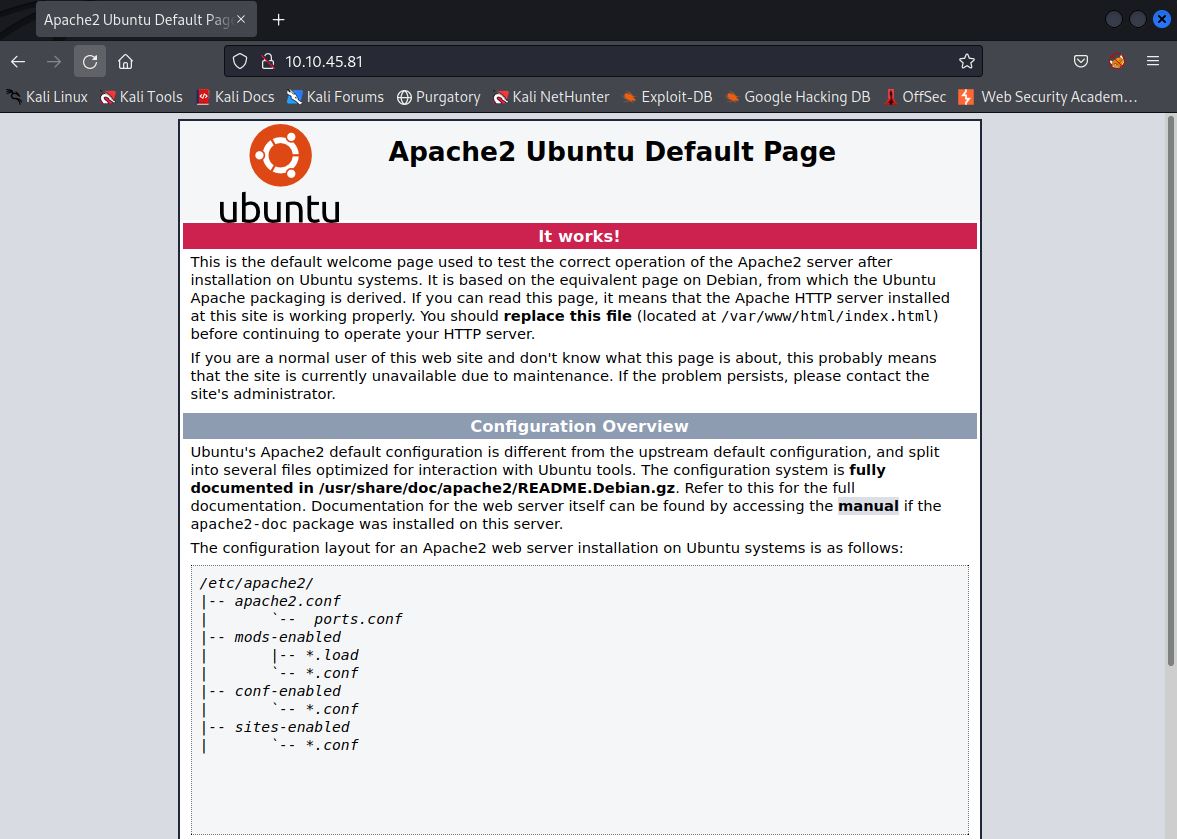 Apache2 Ubuntu Default Pag
10.10.45.81
Kali Linux Kali Tools Kali Docs Kali Forums Purgatory Kali NetHunter Exploit-DB Google Hacking DB OffSec Web Security Academ…
ubuntu
Apache2 Ubuntu Default Page
It works!
This is the default welcome page used to test the correct operation of the Apache2 server after
installation on Ubuntu systems. It is based on the equivalent page on Debian, from which the Ubuntu
Apache packaging is derived. If you can read this page, it means that the Apache HTTP server installed
at this site is working properly. You should replace this file (located at /var/www/html/index.html)
before continuing to operate your HTTP server.
If you are a normal user of this web site and don't know what this page is about, this probably means
that the site is currently unavailable due to maintenance. If the problem persists, please contact the
site's administrator.
Configuration Overview
Ubuntu's Apache2 default configuration is different from the upstream default configuration, and split
into several files optimized for interaction with Ubuntu tools. The configuration system is fully
documented in /usr/share/doc/apache2/README.Debian.gz. Refer to this for the full
documentation. Documentation for the web server itself can be found by accessing the manual if the
apache2-doc package was installed on this server.
The configuration layout for an Apache2 web server installation on Ubuntu systems is as follows:
/etc/apache2/
|-- apache2.conf
|       `--  ports.conf
|-- mods-enabled
|       |-- *.load
|       `-- *.conf
|-- conf-enabled
|       `-- *.conf
|-- sites-enabled
|       `-- *.conf